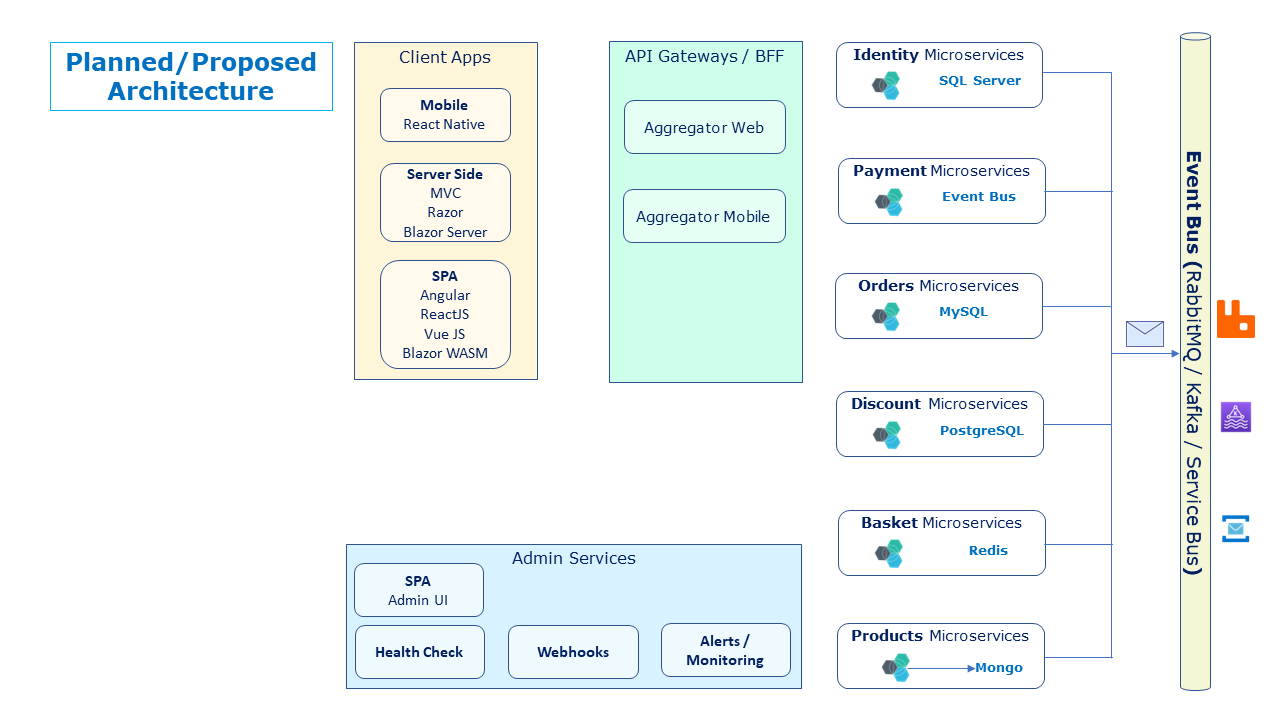 Planned/Proposed
Architecture
Client Apps
Mobile
React Native
Server Side
MVC
Razor
Blazor Server
SPA
Angular
ReactJS
Vue JS
Blazor WASM
API Gateways / BFF
Aggregator Web
Aggregator Mobile
Identity Microservices
SQL Server
Payment Microservices
Event Bus
Orders Microservices
MySQL
Discount Microservices
PostgreSQL
Basket Microservices
Redis
Products Microservices
Mongo
Event Bus (RabbitMQ / Kafka / Service Bus)
Admin Services
SPA
Admin UI
Health Check
Webhooks
Alerts /
Monitoring